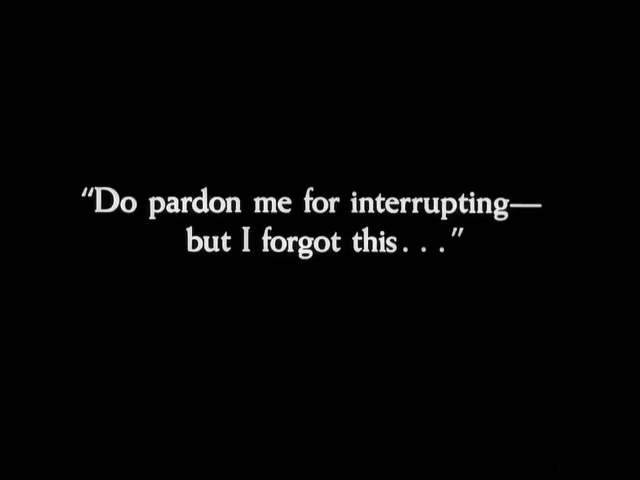 “Do pardon me for interrupting—
but I forgot this. . .”